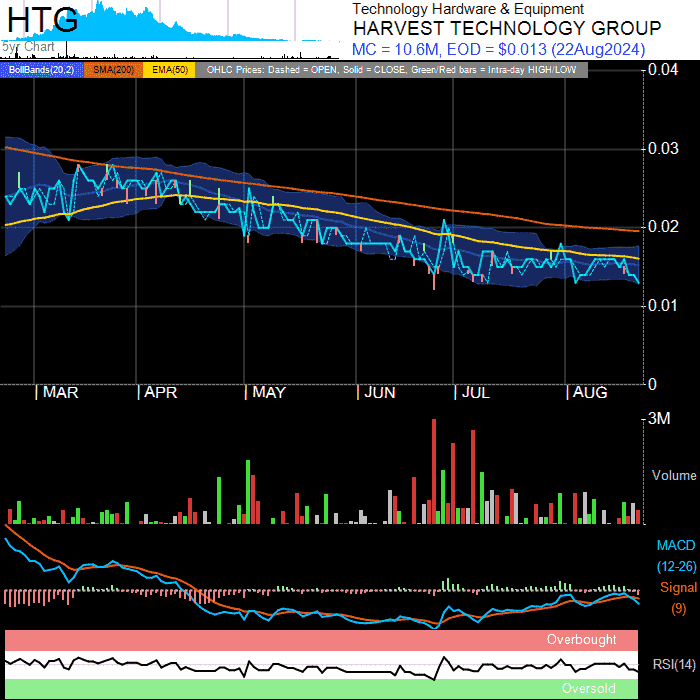 HTG
5yr Chart
Technology Hardware & Equipment
HARVEST TECHNOLOGY GROUP
MC = 10.6M, EOD = $0.013 (22Aug2024)
BollBands(20,2) SMA(200) EMA(50) OHLC Prices: Dashed = OPEN, Solid = CLOSE, Green/Red bars = Intra-day HIGH/LOW
0.04
0.03
0.02
0.01
0
| MAR | APR | MAY | JUN | JUL | AUG
3M
Volume
MACD
(12-26)
Signal
(9)
Overbought
RSI(14)
Oversold